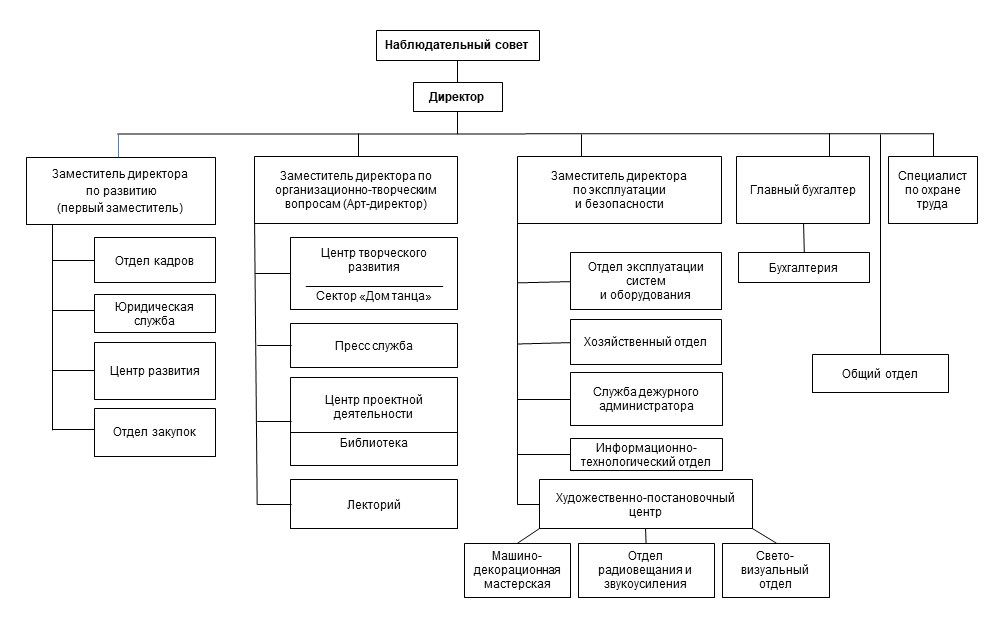 Наблюдательный совет
Директор
Заместитель директора
по развитию
(первый заместитель)
Отдел кадров
Юридическая
служба
Центр развития
Отдел закупок
Заместитель директора по
организационно-творческим
вопросам (Арт-директор)
Центр творческого
развития
Сектор «Дом танца»
Пресс служба
Центр проектной
деятельности
Библиотека
Лекторий
Заместитель директора
по эксплуатации
и безопасности
Отдел эксплуатации
систем
и оборудования
Хозяйственный отдел
Служба дежурного
администратора
Информационно-
технологический отдел
Художественно-постановочный
центр
Машино-
декорационная
мастерская
Отдел
радиовещания и
звукоусиления
Свето-
визуальный
отдел
Главный бухгалтер
Бухгалтерия
Общий отдел
Специалист
по охране
труда